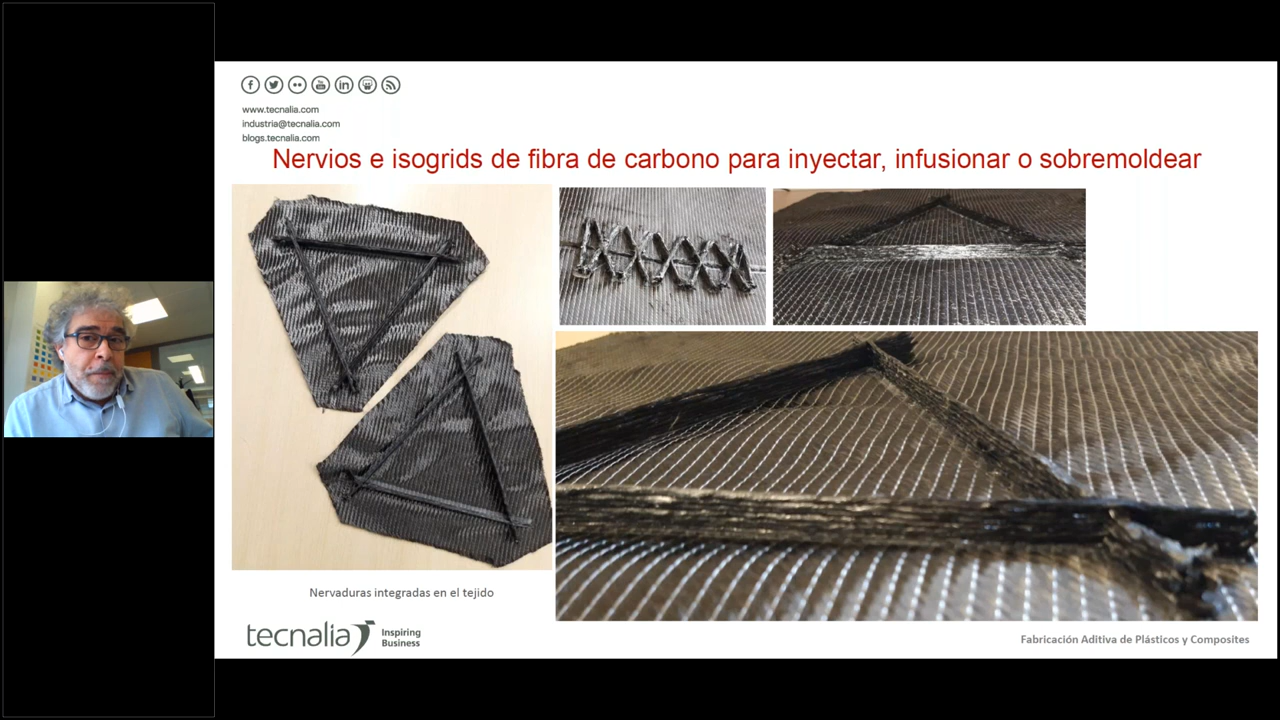 www.tecnalia.com
industria@tecnalia.com
blogs.tecnalia.com
Nervios e isogrids de fibra de carbono para inyectar, infusionar o sobremoldear
Nervaduras integradas en el tejido
tecnalia Inspiring
Business
Fabricación Aditiva de Plásticos y Composites